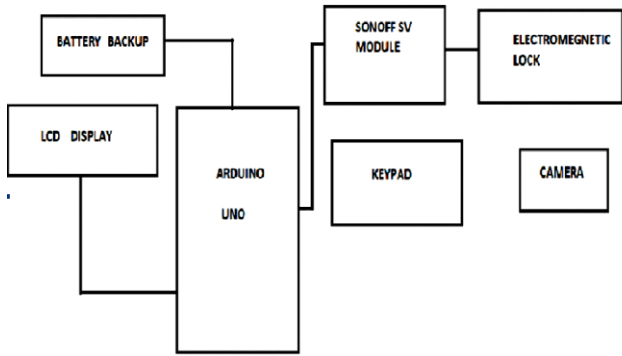 BATTERY BACKUP
SONOFF SV
MODULE
ELECTROMEGNETIC
LOCK
LCD DISPLAY
ARDUINO
UNO
KEYPAD
CAMERA